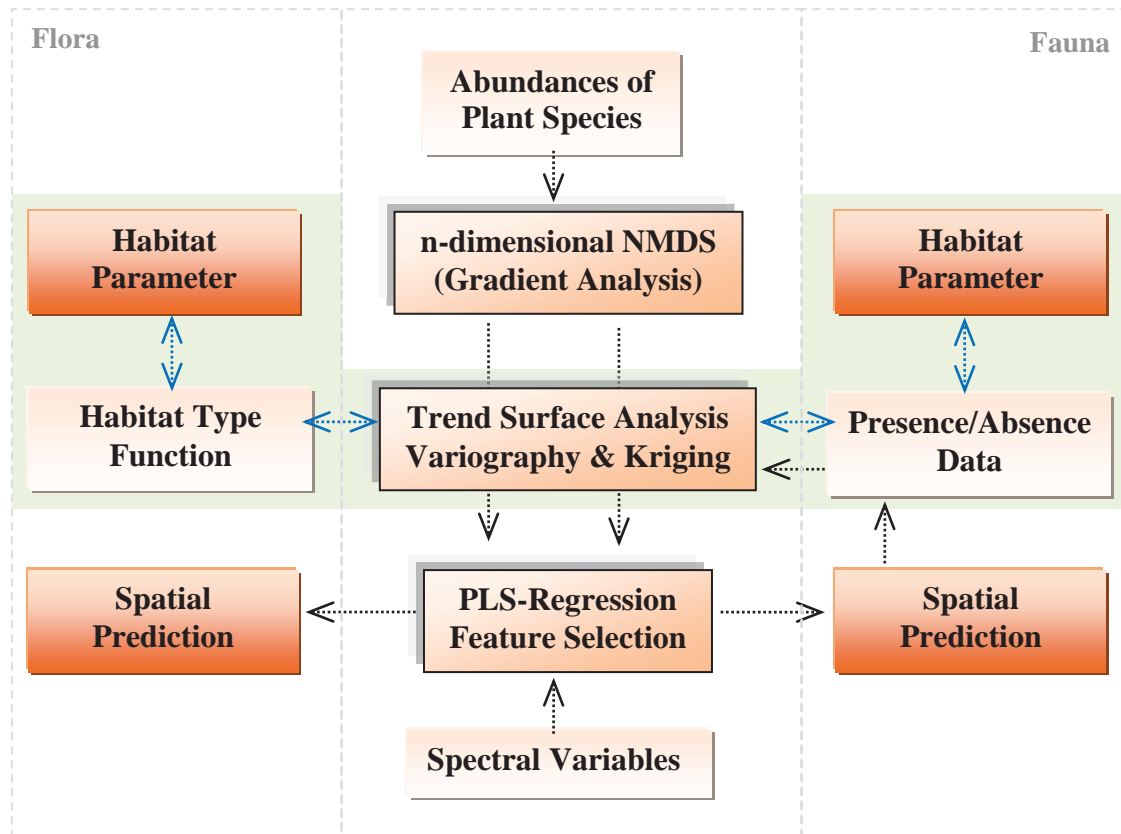 Flora
Fauna
Abundances of
Plant Species
Habitat
Parameter
n-dimensional NMDS
(Gradient Analysis)
Habitat
Parameter
Habitat Type
Function
Trend Surface Analysis
Variography & Kriging
Presence/Absence
Data
Spatial
Prediction
PLS-Regression
Feature Selection
Spatial
Prediction
Spectral Variables